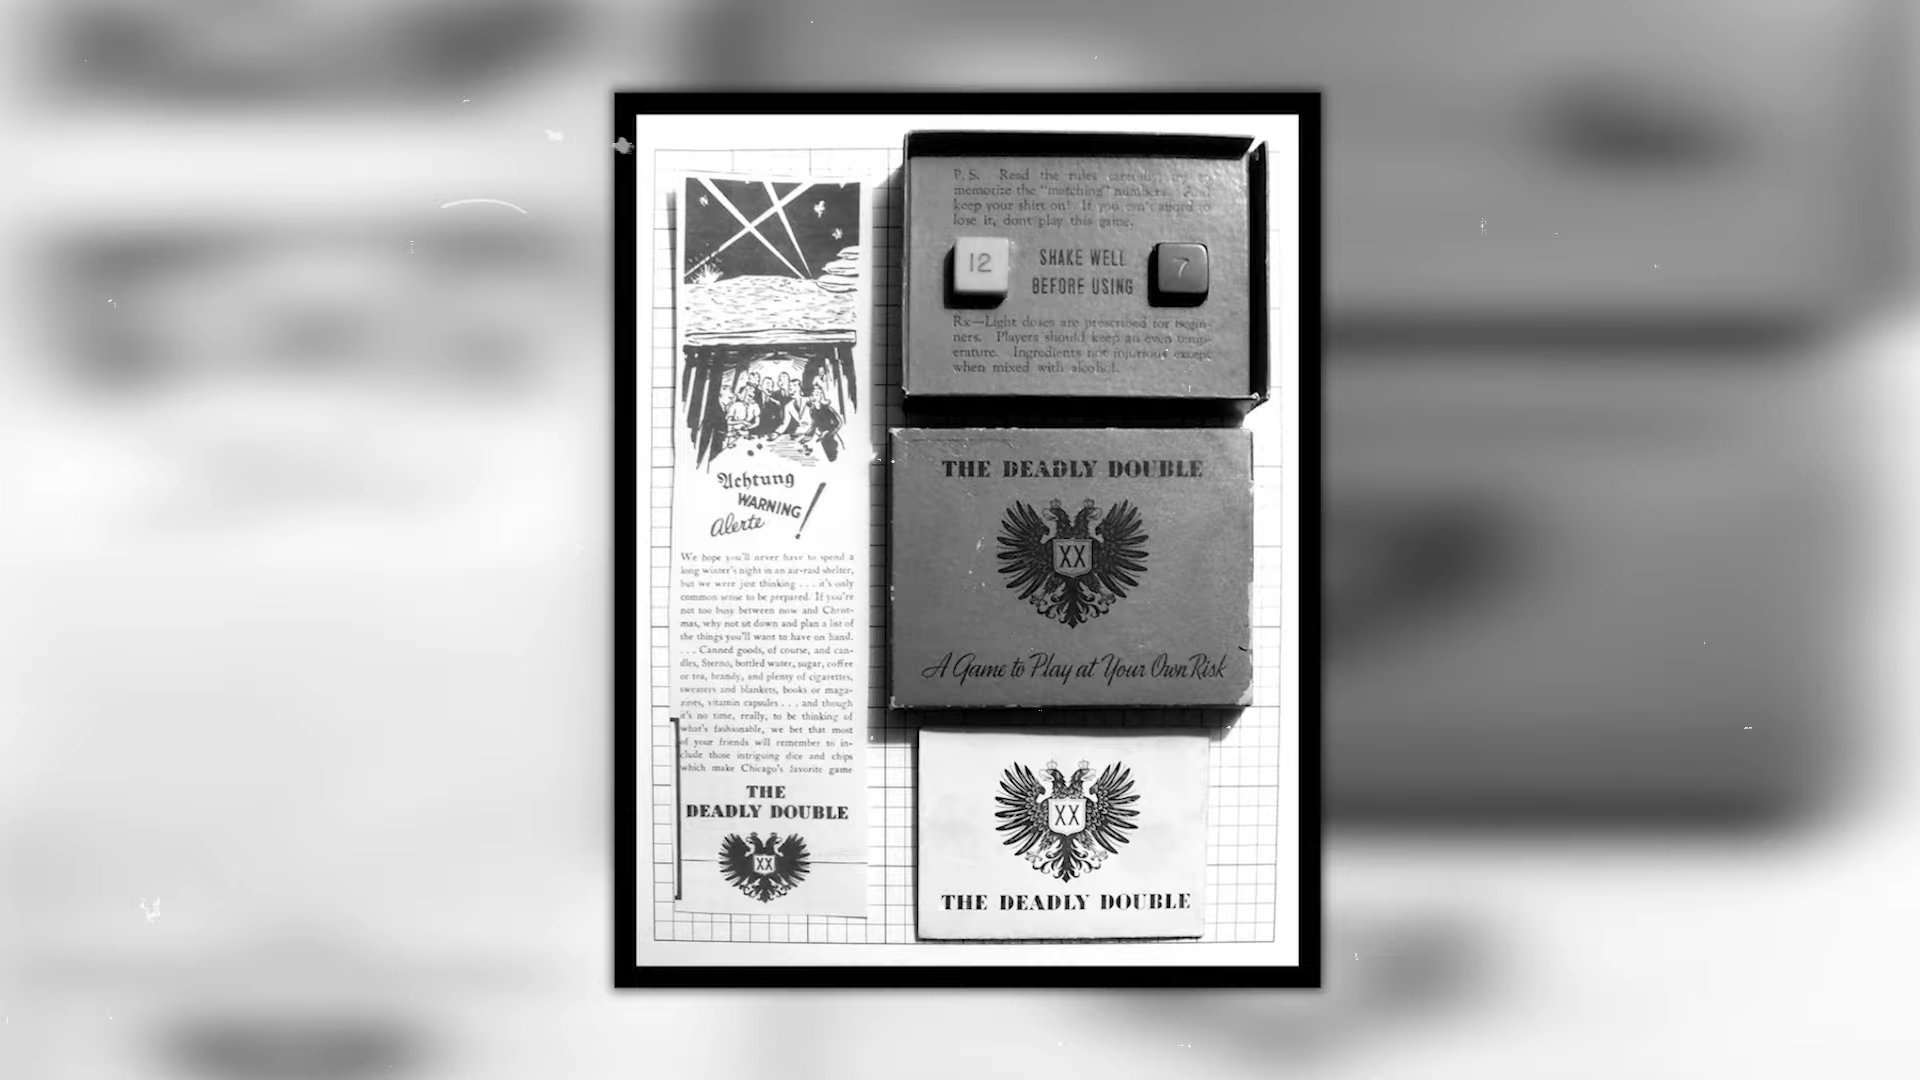 Achtung
WARNING!
Alerte
We hope you'll never have to spend a
long winter's night in an air-raid shelter,
but we were just thinking . . . it's only
common sense to be prepared. If you're
not too busy between now and Christ-
mas, why not sit down and plan a list of
the things you'll want to have on hand.
. . . Canned goods, of course, and can-
dles, Sterno, bottled water, sugar, coffee
or tea, brandy, and plenty of cigarettes,
sweaters and blankets, books or maga-
zines, vitamin capsules . . . and though
it's no time, really, to be thinking of
what's fashionable, we bet that most
of your friends will remember to in-
clude those intriguing dice and chips
which make Chicago's favorite game
THE
DEADLY DOUBLE
XX
P. S. Read the rules
memorize the "matching" numbers.
keep your shirt on! If you can't afford to
lose it, dont play this game.
12
SHAKE WELL
BEFORE USING
7
Rx—Light doses are prescribed for begin-
ners. Players should keep an even temp-
erature. Ingredients not injurious except
when mixed with alcohol.
THE DEADLY DOUBLE
XX
A Game to Play at Your Own Risk
XX
THE DEADLY DOUBLE